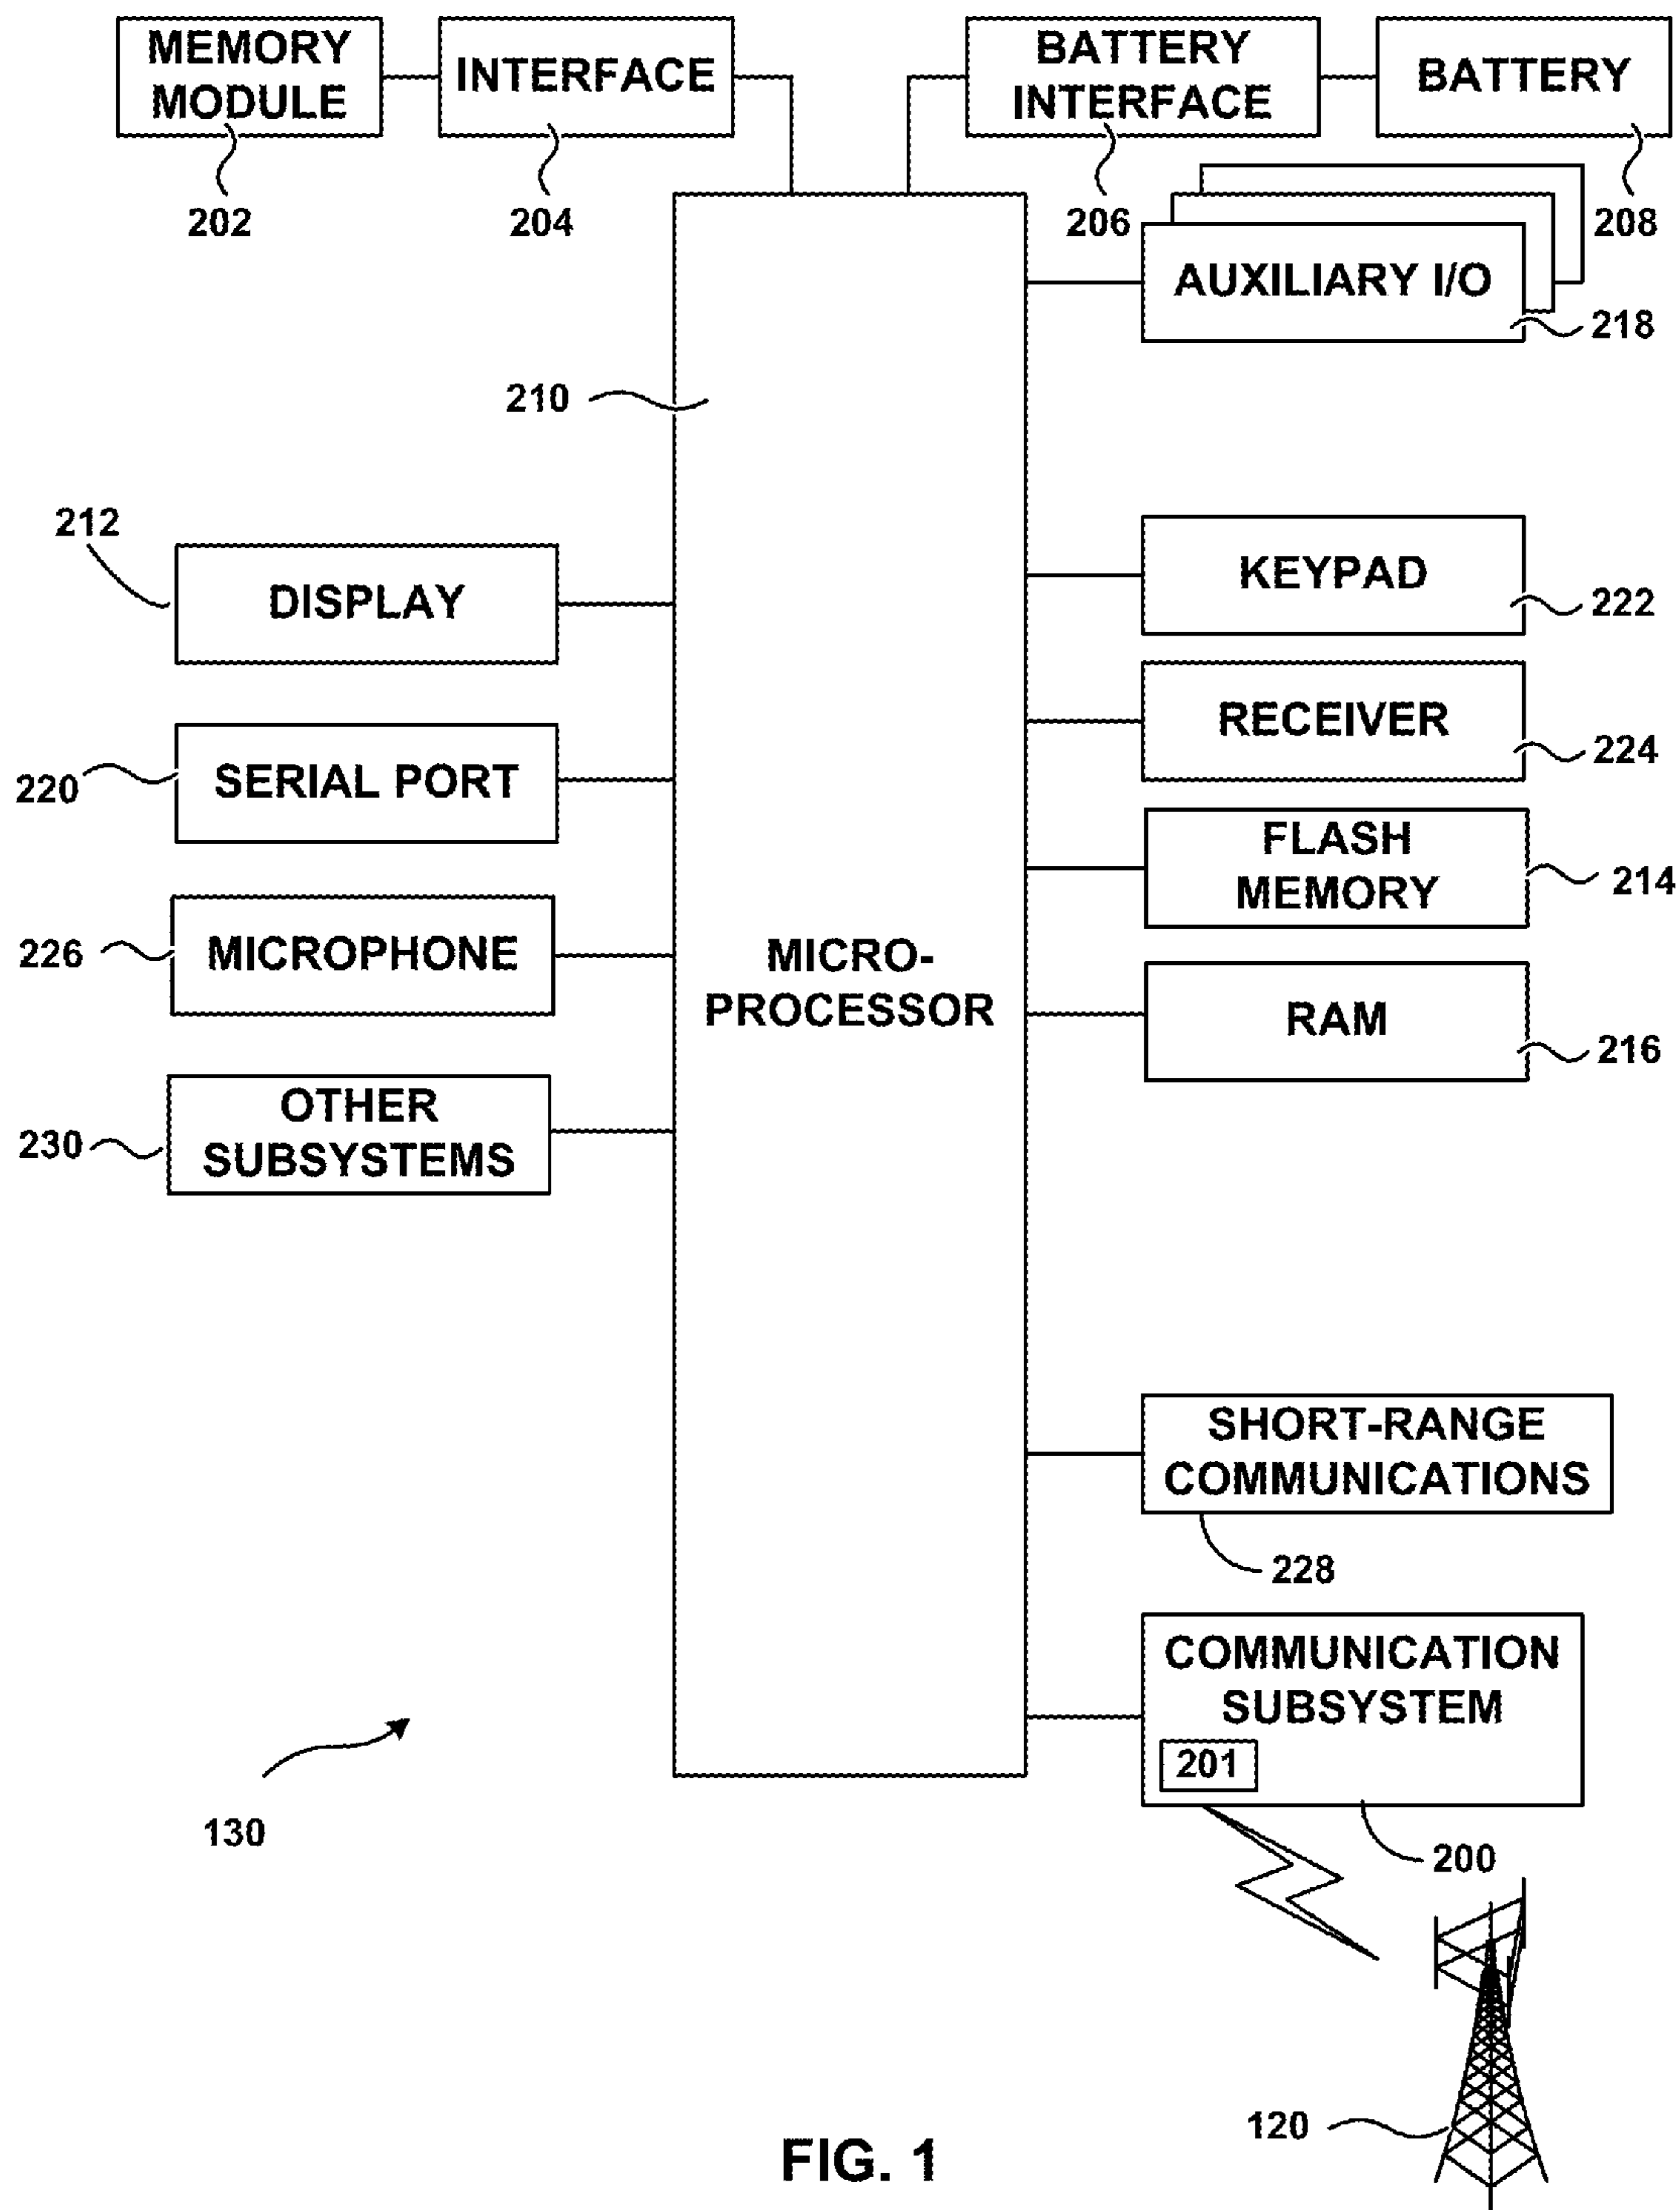 MEMORY
MODULE
INTERFACE
BATTERY
INTERFACE
BATTERY
202
204
206
208
AUXILIARY I/O
218
210
212
DISPLAY
KEYPAD
222
SERIAL PORT
220
RECEIVER
224
FLASH
MEMORY
214
MICROPHONE
226
MICRO-
PROCESSOR
RAM
216
OTHER
SUBSYSTEMS
230
SHORT-RANGE
COMMUNICATIONS
228
COMMUNICATION
SUBSYSTEM
201
130
200
120
FIG. 1